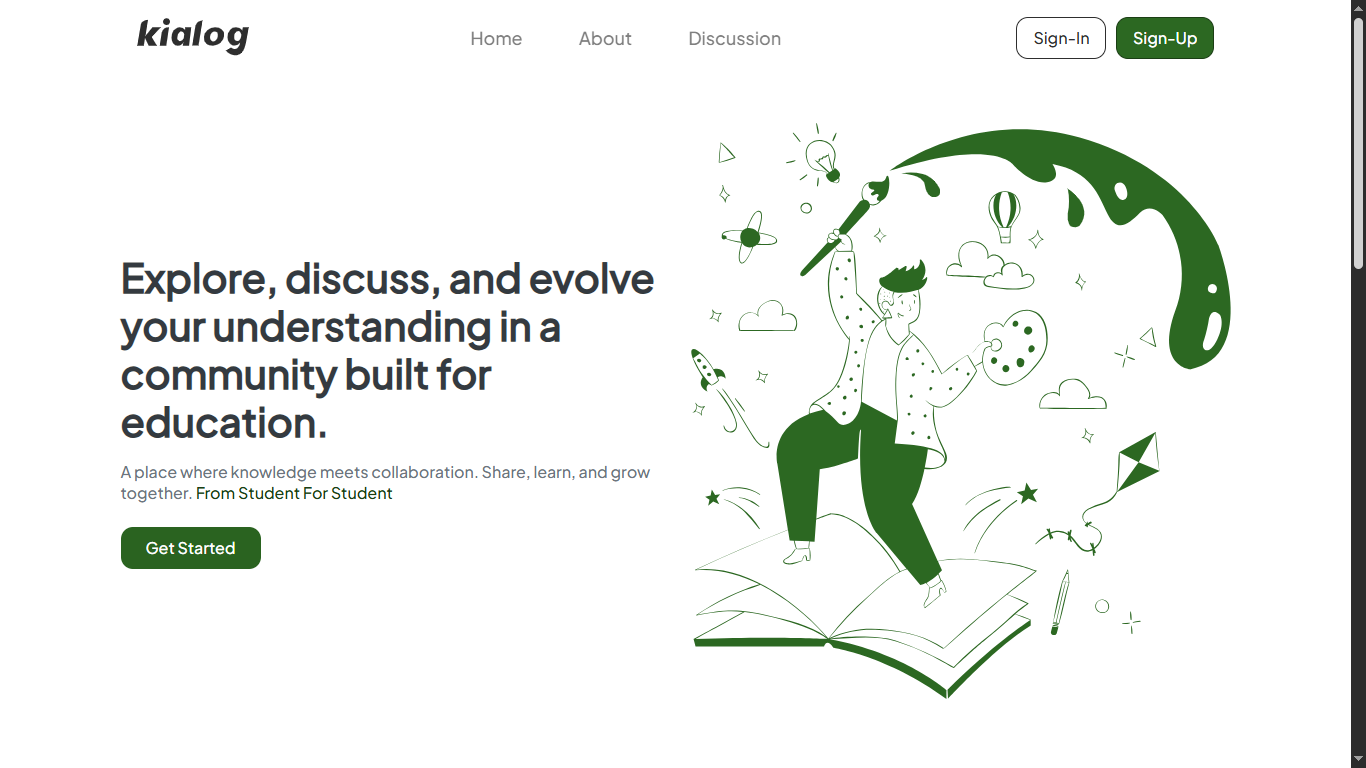 kialog
Home
About
Discussion
Sign-In
Sign-Up
Explore, discuss, and evolve
your understanding in a
community built for
education.
A place where knowledge meets collaboration. Share, learn, and grow
together. From Student For Student
Get Started